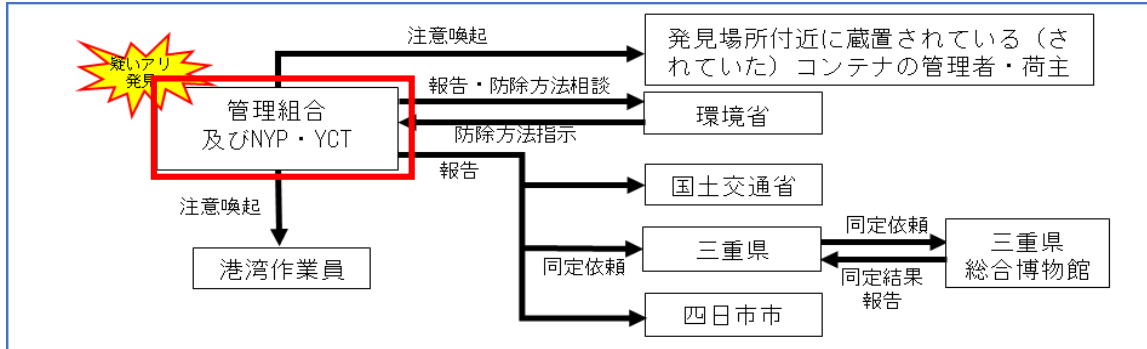 疑いアリ
発見
注意喚起
発見場所付近に蔵置されている（さ
れていた）コンテナの管理者・荷主
管理組合
及びNYP・YCT
報告・防除方法相談
環境省
防除方法指示
報告
国土交通省
注意喚起
港湾作業員
同定依頼
三重県
同定依頼
三重県
総合博物館
同定結果
報告
四日市市